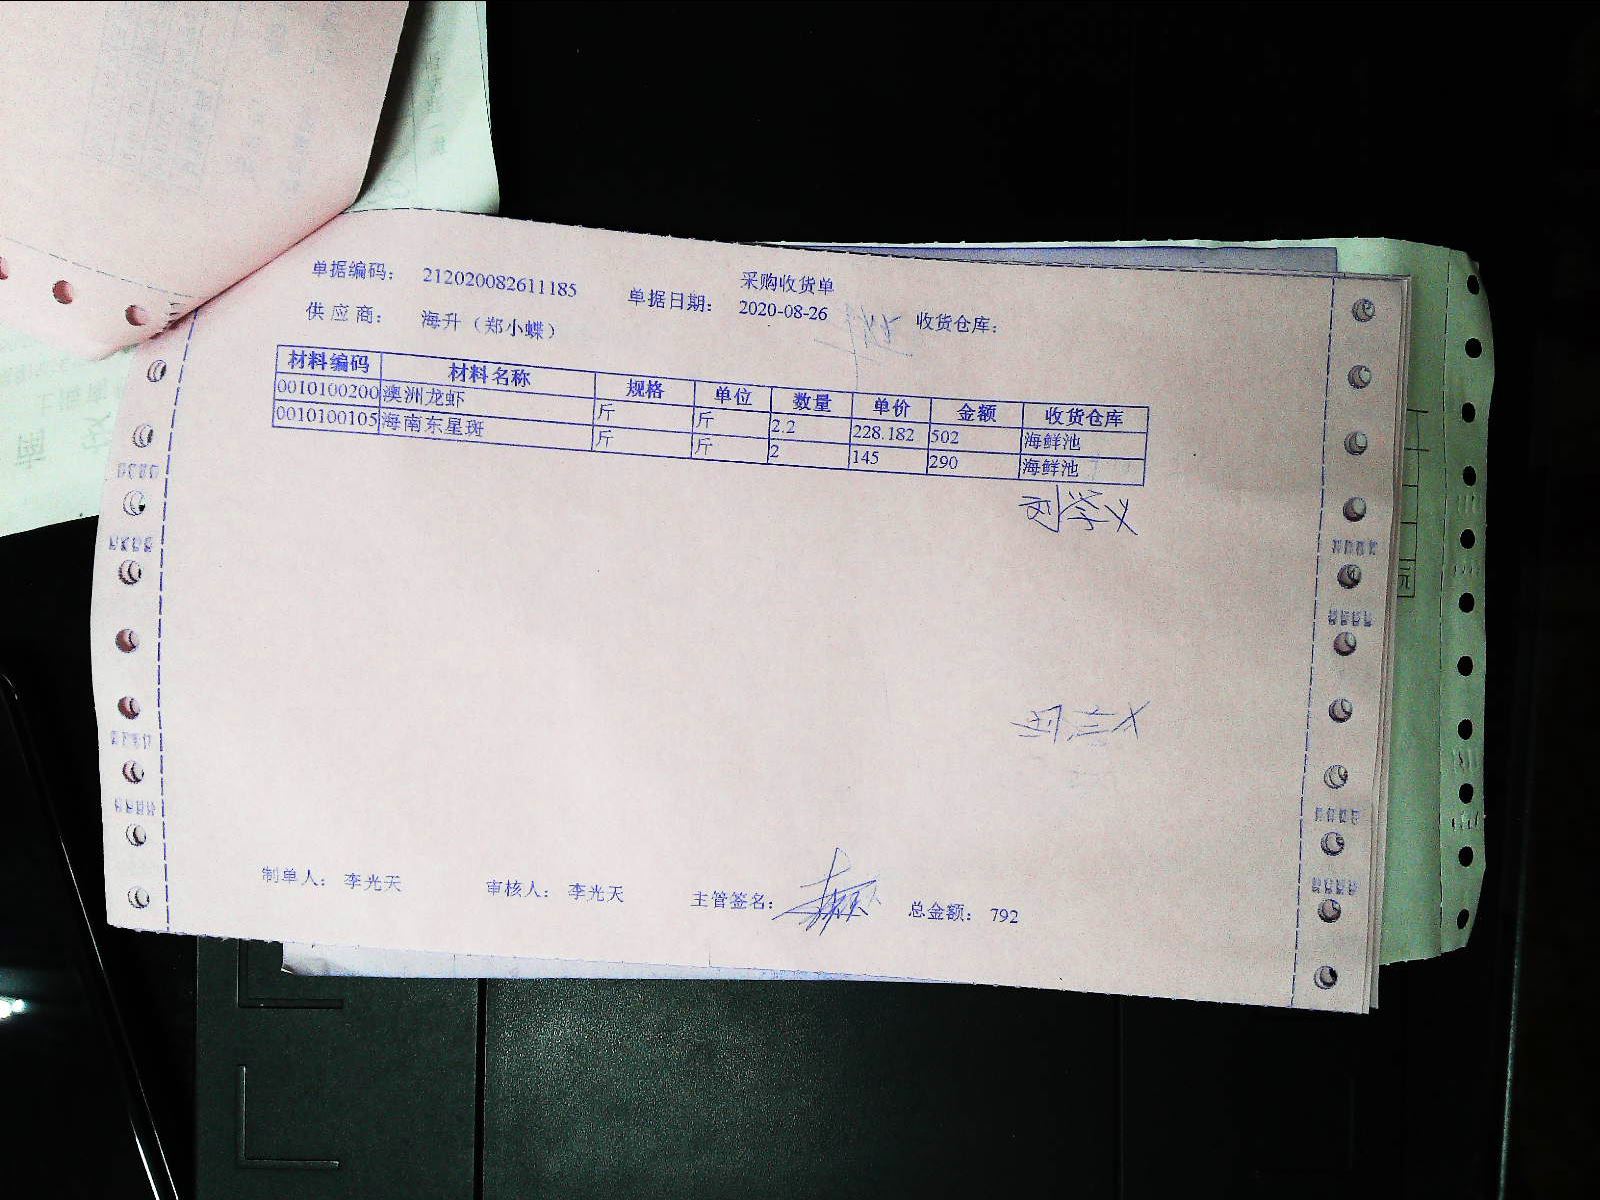 采购收货单
单据编码： 212020082611185 单据日期： 2020-08-26 收货仓库：
供 应 商： 海升（郑小蝶）
材料编码 材料名称 规格 单位 数量 单价 金额 收货仓库
0010100200 澳洲龙虾 斤 斤 2.2 228.182 502 海鲜池
0010100105 海南东星斑 斤 斤 2 145 290 海鲜池
刘学义
制单人： 李光天 审核人： 李光天 主管签名： 总金额： 792